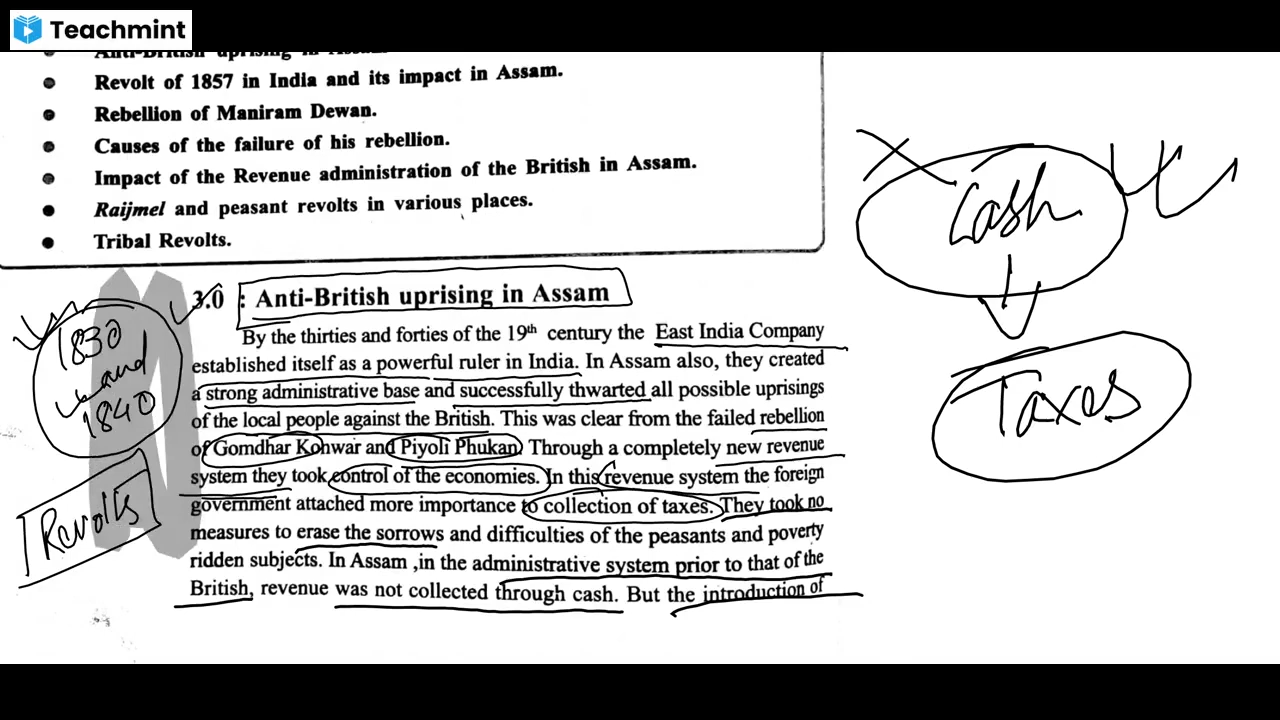 Teachmint
Anti-British uprising in Assam
Revolt of 1857 in India and its impact in Assam.
Rebellion of Maniram Dewan.
Causes of the failure of his rebellion.
Impact of the Revenue administration of the British in Assam.
Raijmel and peasant revolts in various places.
Tribal Revolts.
3.0 : Anti-British uprising in Assam
By the thirties and forties of the 19th century the East India Company
established itself as a powerful ruler in India. In Assam also, they created
a strong administrative base and successfully thwarted all possible uprisings
of the local people against the British. This was clear from the failed rebellion
of Gomdhar Konwar and Piyoli Phukan. Through a completely new revenue
system they took control of the economies. In this revenue system the foreign
government attached more importance to collection of taxes. They took no
measures to erase the sorrows and difficulties of the peasants and poverty
ridden subjects. In Assam ,in the administrative system prior to that of the
British, revenue was not collected through cash. But the introduction of
1830
and
1840
Revolts
Cash
Taxes